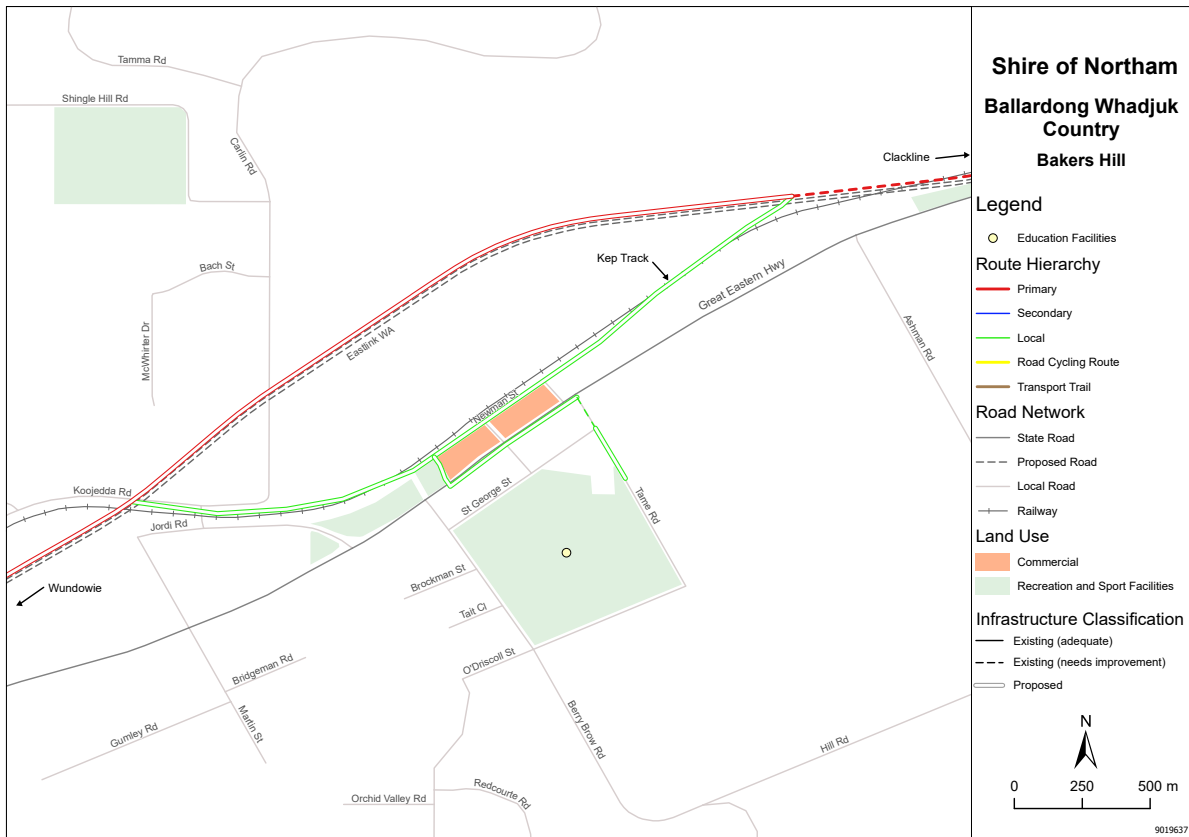 Tamma Rd
Shingle Hill Rd
Carlin Rd
Clackline
Bach St
McWhirter Dr
Kep Track
Great Eastern Hwy
Eastlink WA
Ashman Rd
Newman St
Koojedda Rd
Jordi Rd
St George St
Tame Rd
Wundowie
Brockman St
Tait Cl
O'Driscoll St
Bridgeman Rd
Martin St
Gumley Rd
Berry Brow Rd
Hill Rd
Redcourte Rd
Orchid Valley Rd
Shire of Northam
Ballardong Whadjuk
Country
Bakers Hill
Legend
Education Facilities
Route Hierarchy
Primary
Secondary
Local
Road Cycling Route
Transport Trail
Road Network
State Road
Proposed Road
Local Road
Railway
Land Use
Commercial
Recreation and Sport Facilities
Infrastructure Classification
Existing (adequate)
Existing (needs improvement)
Proposed
N
0 250 500 m
9019637